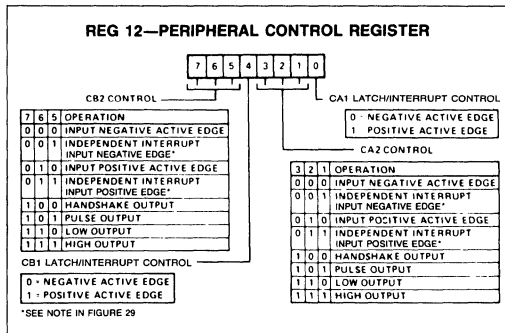 REG 12—PERIPHERAL CONTROL REGISTER
7 6 5 4 3 2 1 0
CB2 CONTROL
CA1 LATCH/INTERRUPT CONTROL
0 - NEGATIVE ACTIVE EDGE
1 POSITIVE ACTIVE EDGE
7 6 5 OPERATION
0 0 0 INPUT NEGATIVE ACTIVE EDGE
0 0 1 INDEPENDENT INTERRUPT
INPUT NEGATIVE EDGE*
0 1 0 INPUT POSITIVE ACTIVE EDGE
0 1 1 INDEPENDENT INTERRUPT
INPUT POSITIVE EDGE*
1 0 0 HANDSHAKE OUTPUT
1 0 1 PULSE OUTPUT
1 1 0 LOW OUTPUT
1 1 1 HIGH OUTPUT
CA2 CONTROL
3 2 1 OPERATION
0 0 0 INPUT NEGATIVE ACTIVE EDGE
0 0 1 INDEPENDENT INTERRUPT
INPUT NEGATIVE EDGE*
0 1 0 INPUT POSITIVE ACTIVE EDGE
0 1 1 INDEPENDENT INTERRUPT
INPUT POSITIVE EDGE*
1 0 0 HANDSHAKE OUTPUT
1 0 1 PULSE OUTPUT
1 1 0 LOW OUTPUT
1 1 1 HIGH OUTPUT
CB1 LATCH/INTERRUPT CONTROL
0 = NEGATIVE ACTIVE EDGE
1 = POSITIVE ACTIVE EDGE
*SEE NOTE IN FIGURE 29